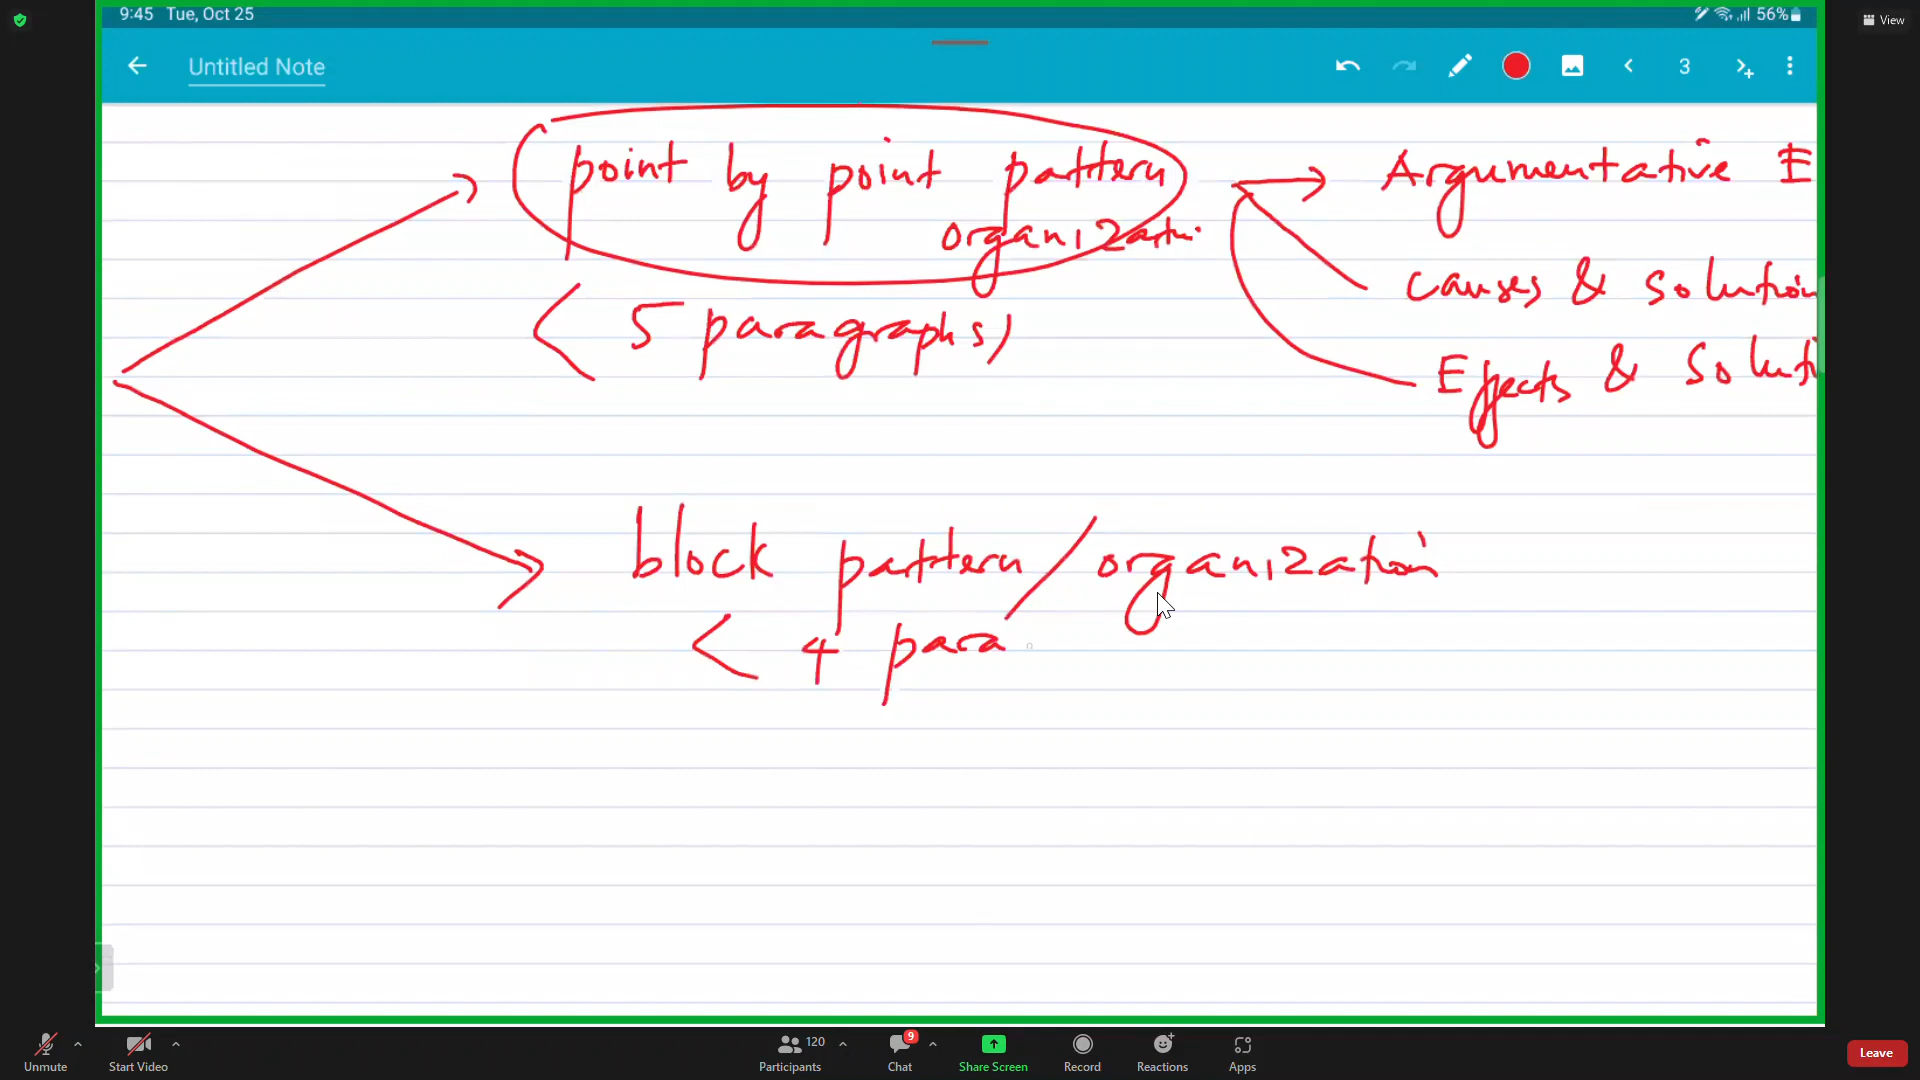 9:45 Tue, Oct 25
56%
View
Untitled Note
3
point by point pattern
organizati
Argumentative E
< 5 paragraphs)
causes & solution
Effects & Soluti
block pattern/organization
< 4 para
Unmute
Start Video
120
Participants
9
Chat
Share Screen
Record
Reactions
Apps
Leave